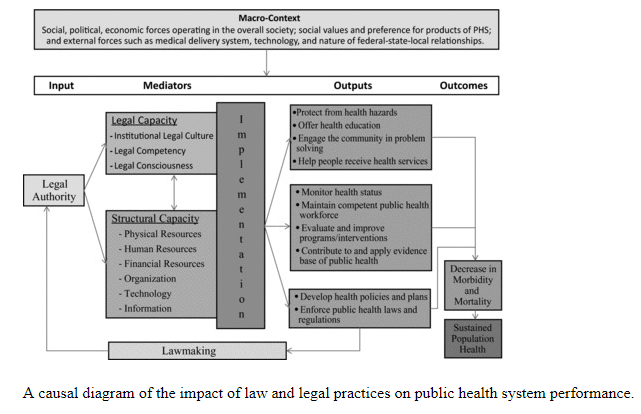 Macro-Context
Social, political, economic forces operating in the overall society; social values and preference for products of PHS;
and external forces such as medical delivery system, technology, and nature of federal-state-local relationships.
Input Mediators Outputs Outcomes
Legal Capacity
- Institutional Legal Culture
- Legal Competency
- Legal Consciousness
Legal
Authority
Structural Capacity
- Physical Resources
- Human Resources
- Financial Resources
- Organization
- Technology
- Information
I
m
p
l
e
m
e
n
t
a
t
i
o
n
•Protect from health hazards
• Offer health education
• Engage the community in problem
solving
• Help people receive health services
• Monitor health status
• Maintain competent public health
workforce
• Evaluate and improve
programs/interventions
• Contribute to and apply evidence
base of public health
• Develop health policies and plans
• Enforce public health laws and
regulations
Decrease in
Morbidity
and
Mortality
Sustained
Population
Health
Lawmaking
A causal diagram of the impact of law and legal practices on public health system performance.